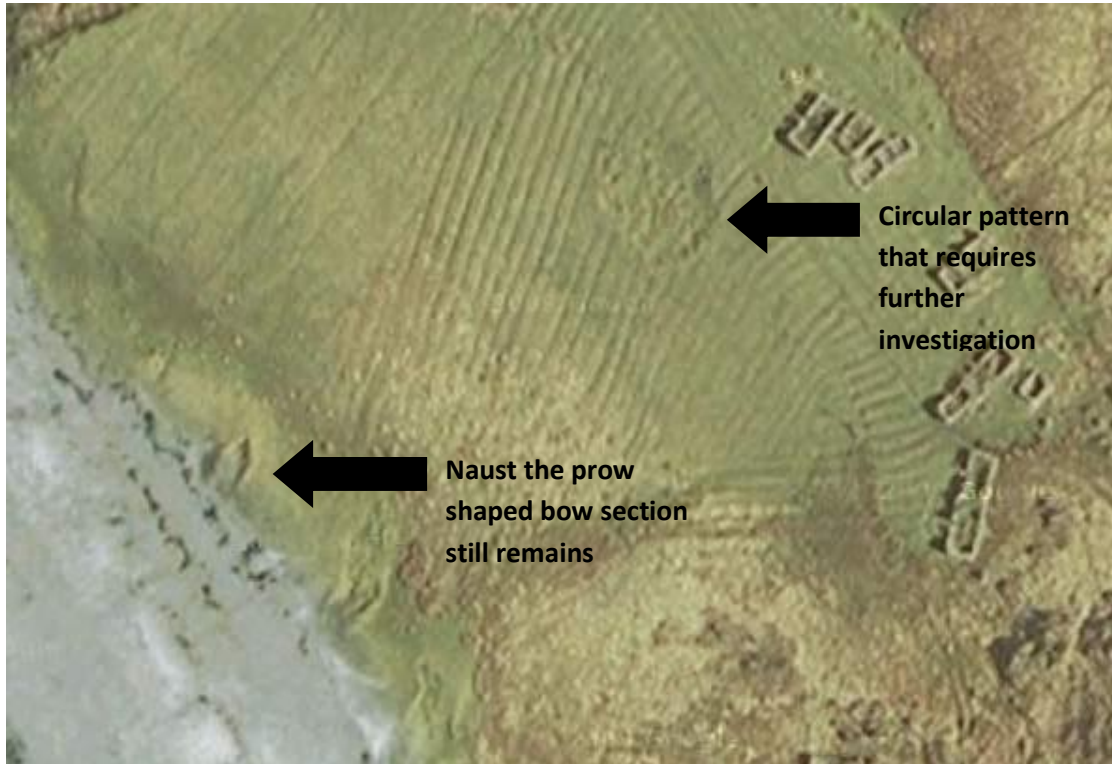 Circular pattern
that requires
further
investigation
Naust the prow
shaped bow section
still remains